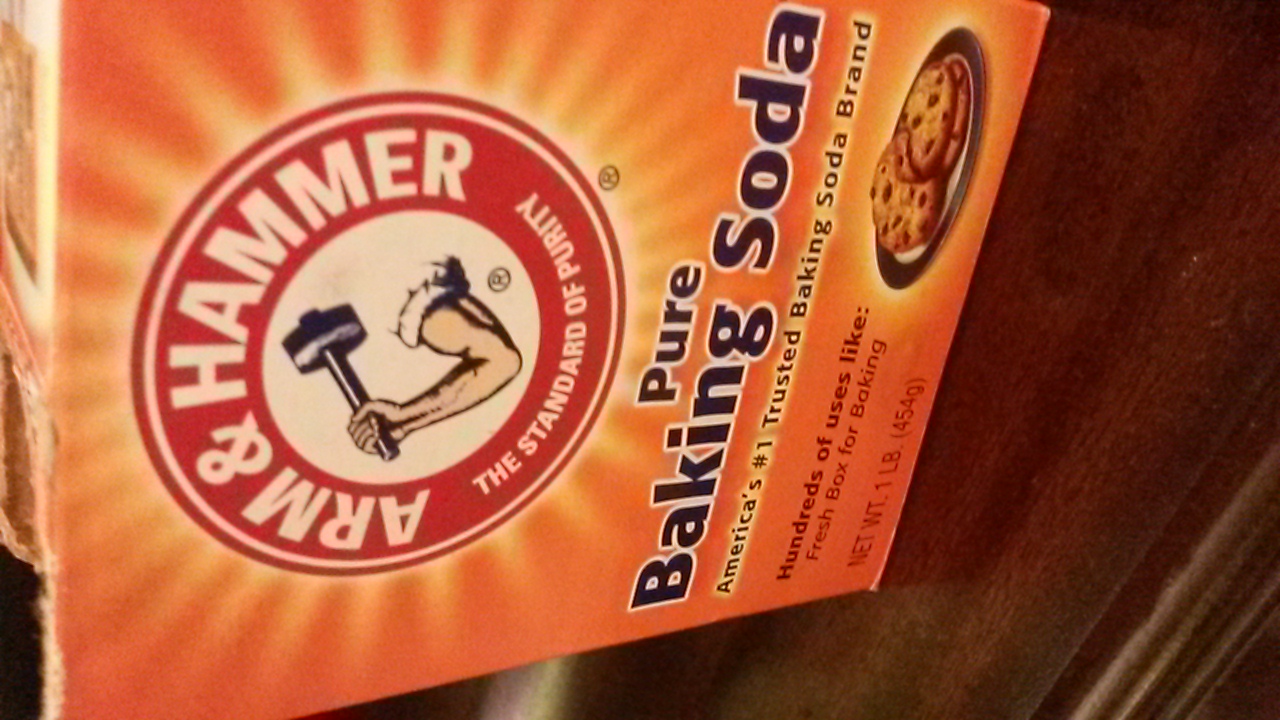 ARM & HAMMER
THE STANDARD OF PURITY
®
®
Pure
Baking Soda
America's #1 Trusted Baking Soda Brand
Hundreds of uses like:
Fresh Box for Baking
NET WT. 1 LB. (454g)